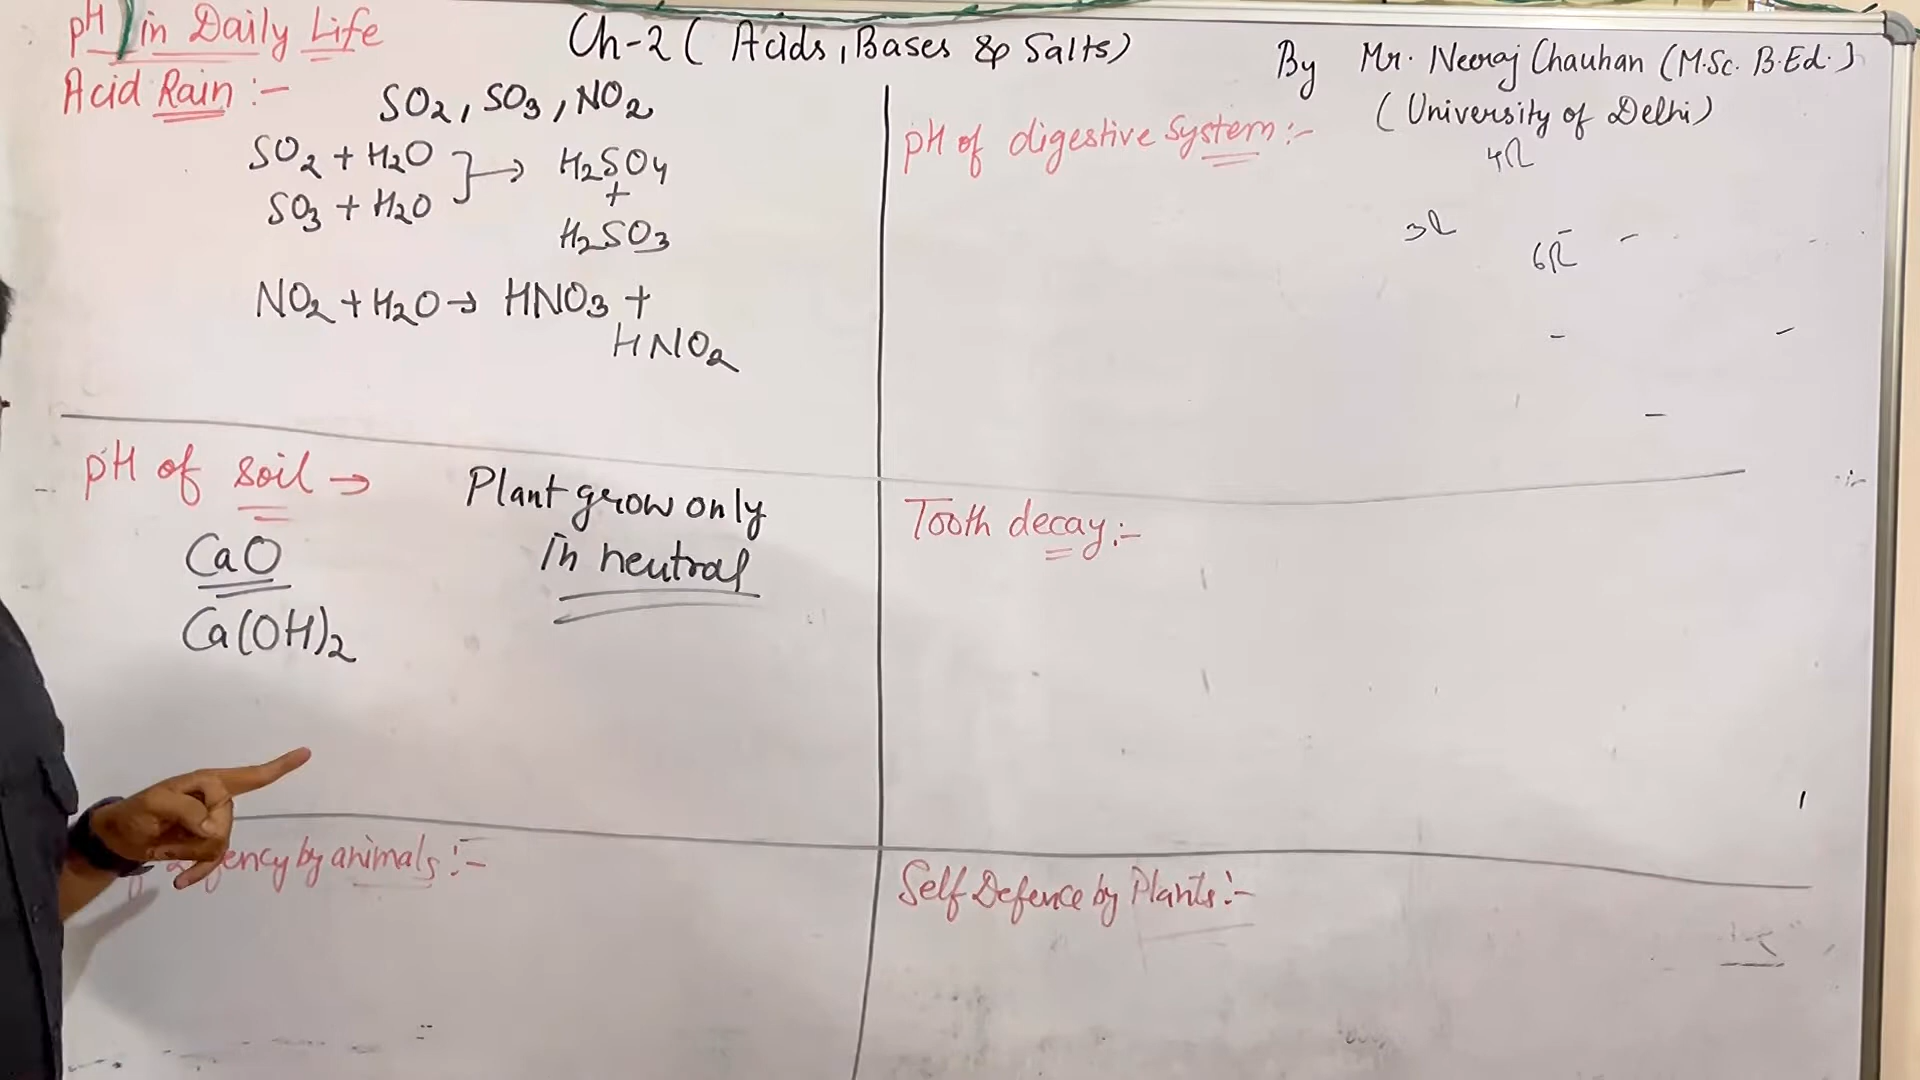 pH in Daily Life
Ch-2 ( Acids, Bases & Salts)
By Mr. Neeraj Chauhan (M.Sc. B.Ed.)
(University of Delhi)
Acid Rain :-
SO2, SO3, NO2
SO2 + H2O
SO3 + H2O
→ H2SO4
+
H2SO3
NO2 + H2O → HNO3 +
HNO2
pH of digestive system :-
4Ω
6Ω
pH of soil →
Plant grow only
in neutral
CaO
Ca(OH)2
Tooth decay :-
by animals :-
Self Defence by Plants :-